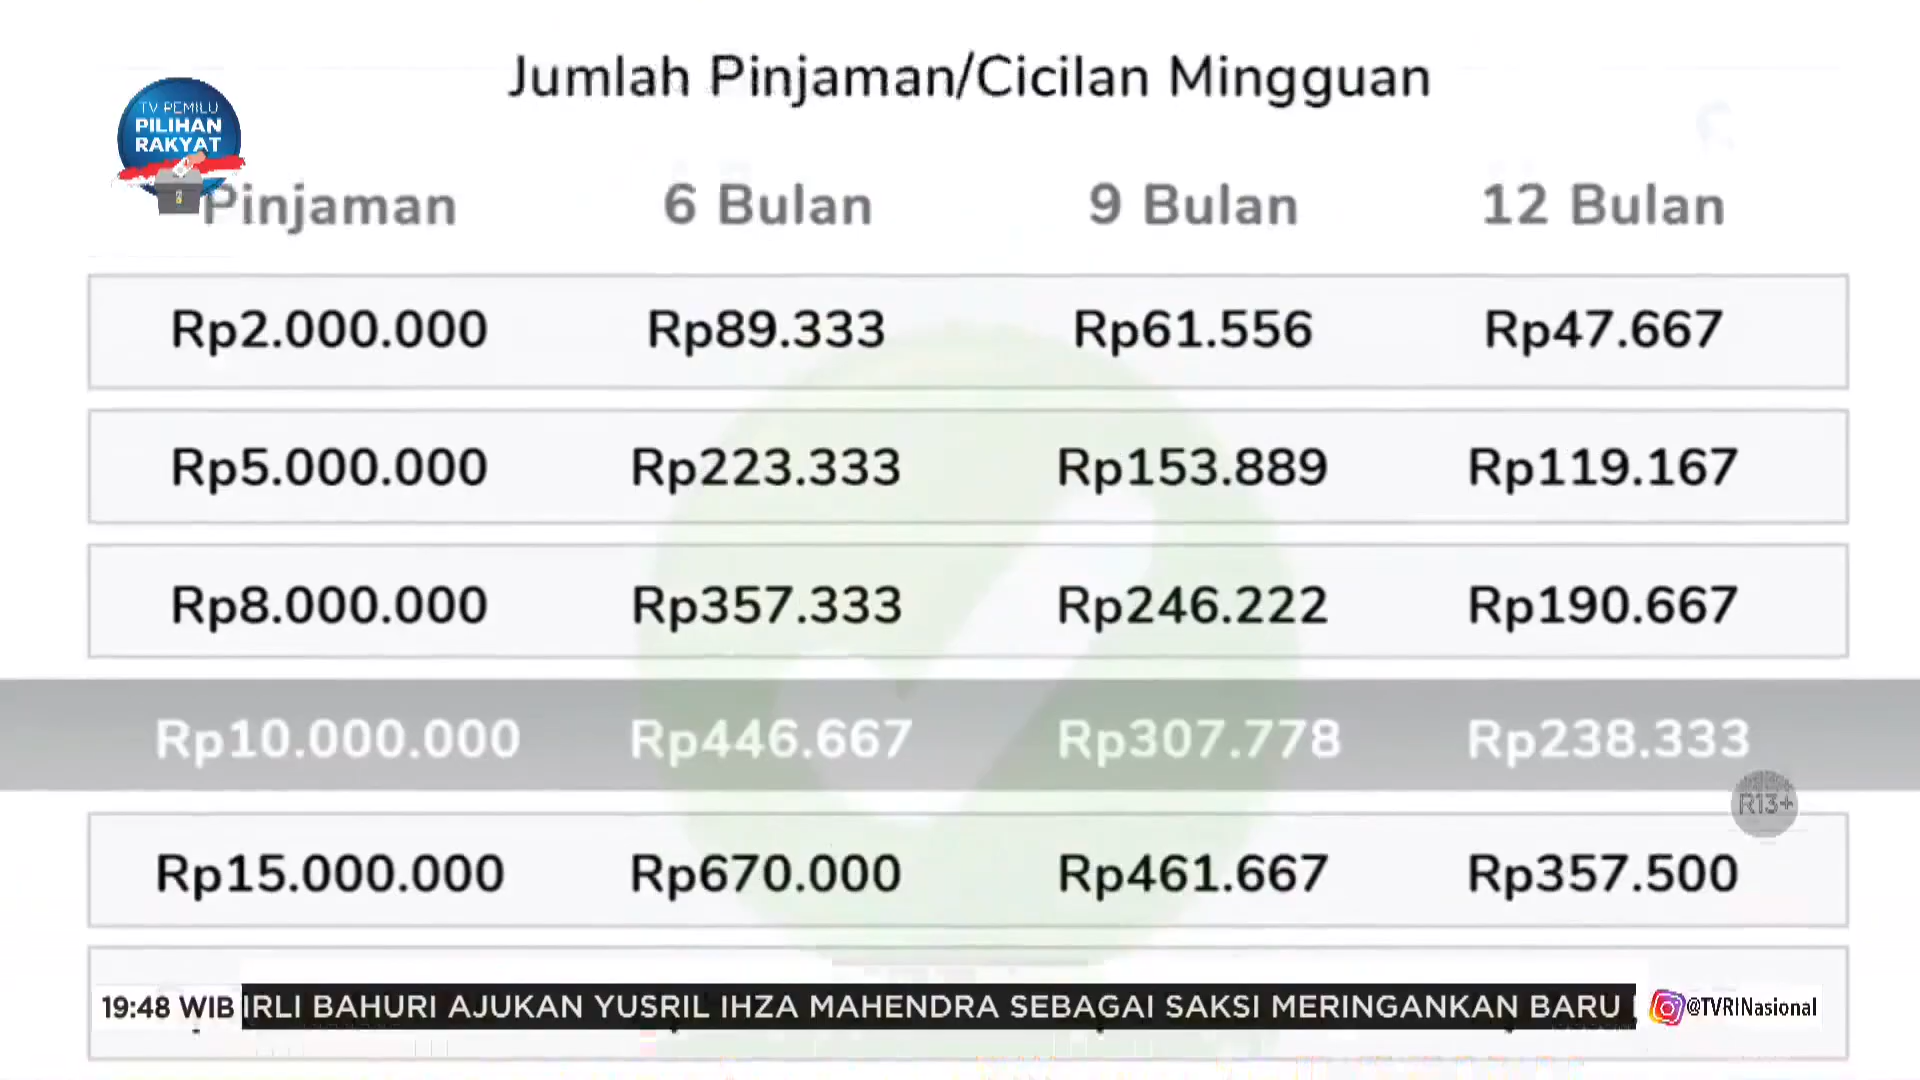 Jumlah Pinjaman/Cicilan Mingguan
TV PEMILU
PILIHAN
RAKYAT
Pinjaman 6 Bulan 9 Bulan 12 Bulan
Rp2.000.000 Rp89.333 Rp61.556 Rp47.667
Rp5.000.000 Rp223.333 Rp153.889 Rp119.167
Rp8.000.000 Rp357.333 Rp246.222 Rp190.667
Rp10.000.000 Rp446.667 Rp307.778 Rp238.333
R13+
Rp15.000.000 Rp670.000 Rp461.667 Rp357.500
19:48 WIB IRLI BAHURI AJUKAN YUSRIL IHZA MAHENDRA SEBAGAI SAKSI MERINGANKAN BARU @TVRINasional